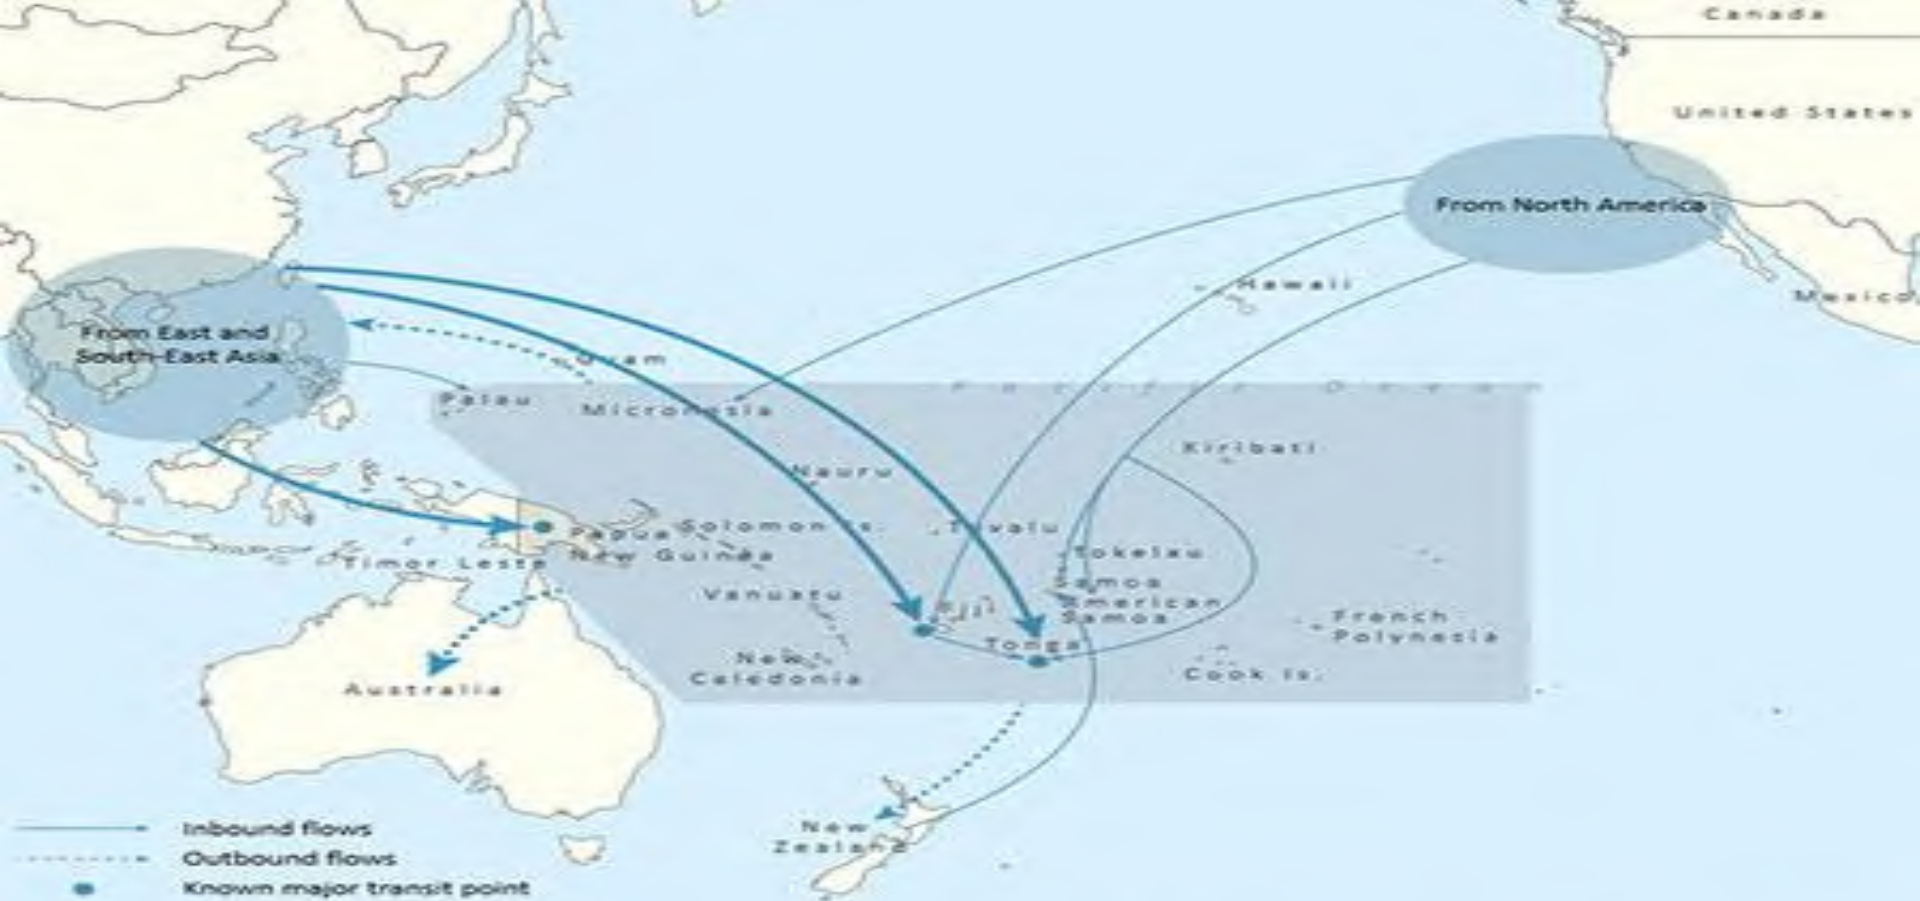 Canada
United States
From North America
Hawaii
Mexico
From East and
South-East Asia
Guam
Palau
Micronesia
Pacific Ocean
Kiribati
Nauru
Solomon Is.
Tuvalu
Papua
New Guinea
Timor Leste
Tokelau
Samoa
American
Samoa
Vanuatu
Fiji
French
Polynesia
Tonga
New
Caledonia
Cook Is.
Australia
New
Zealand
Inbound flows
Outbound flows
Known major transit point